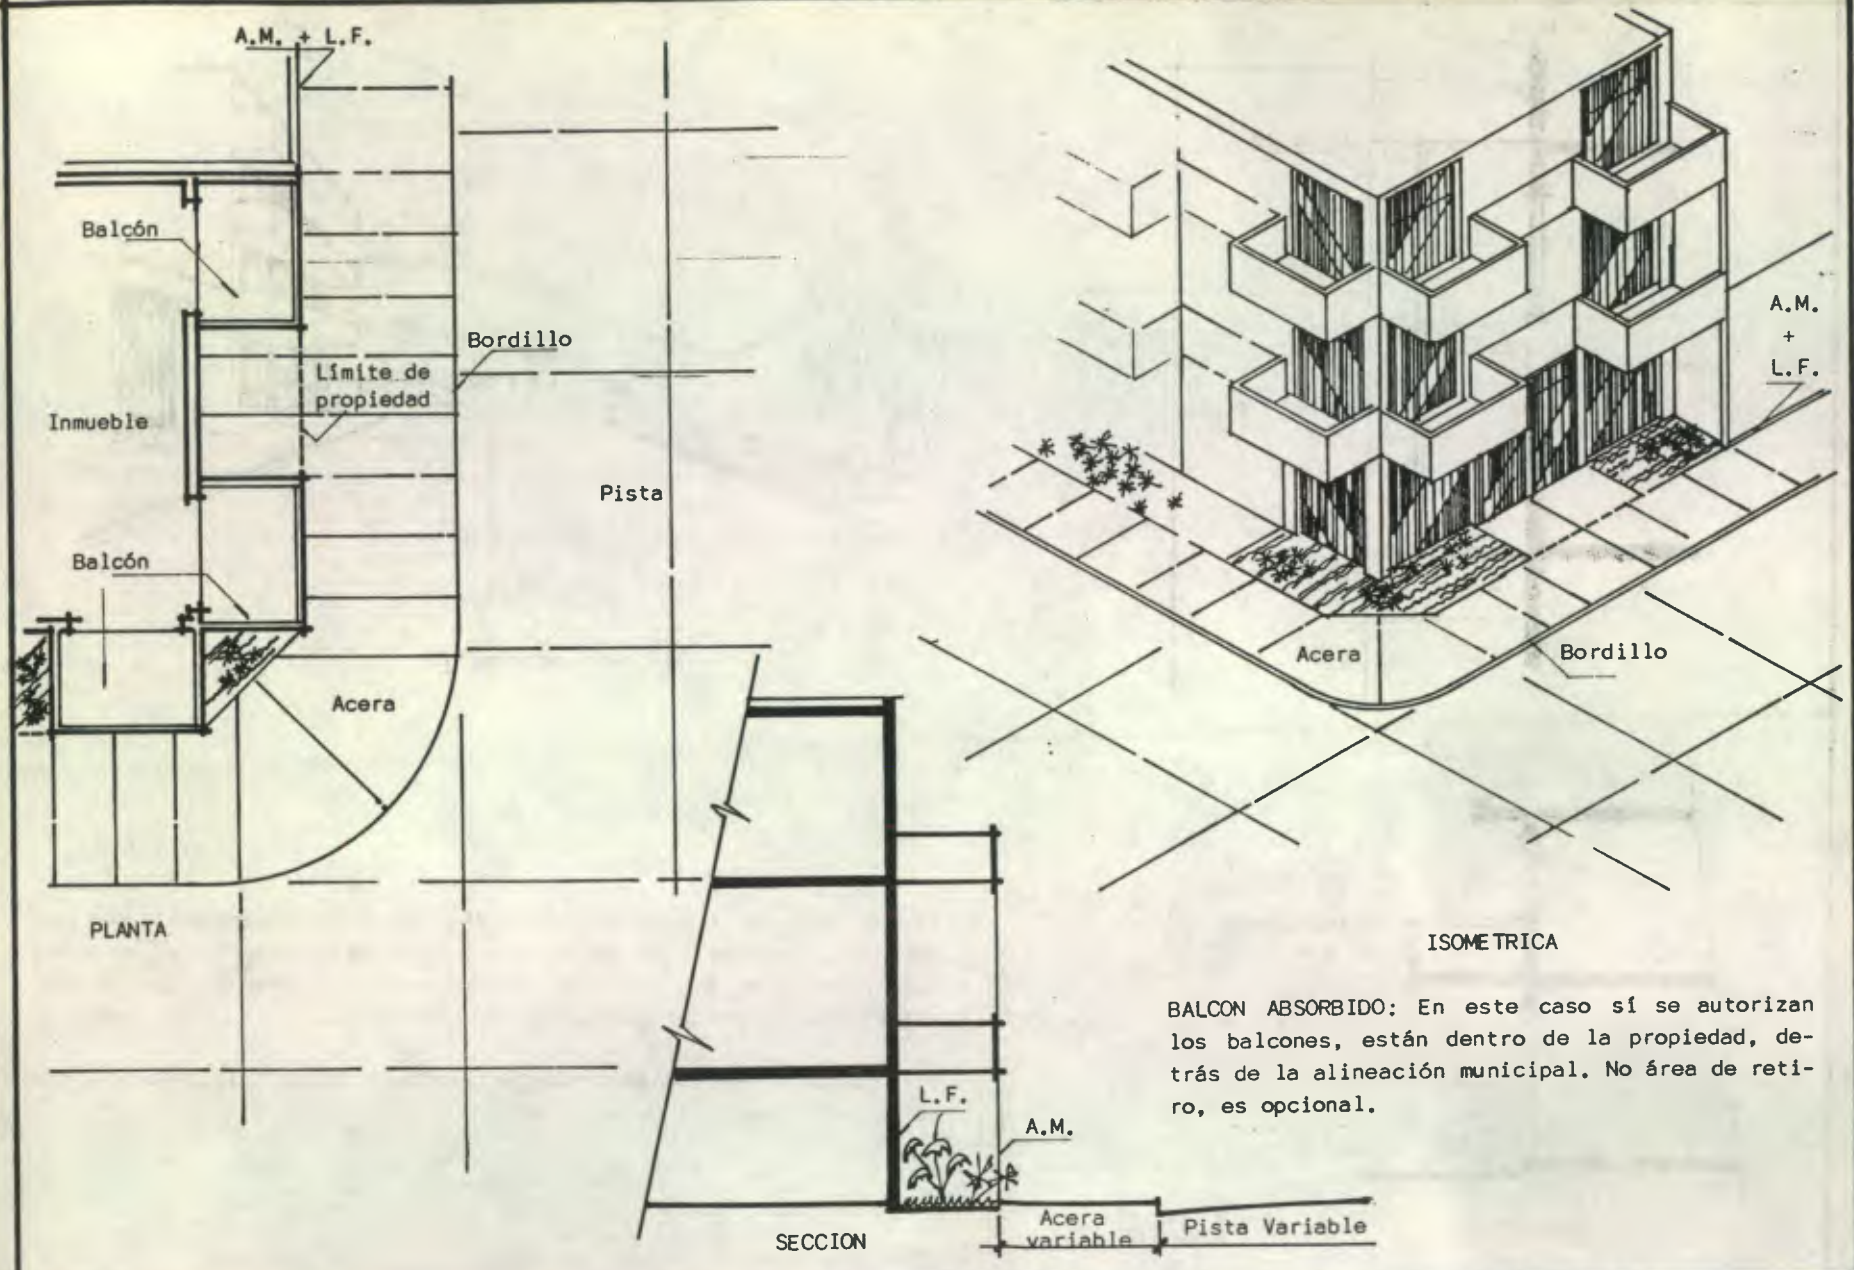 A.M. + L.F.
Balcón
Bordillo
Límite de
propiedad
Inmueble
Pista
Balcón
Acera
PLANTA
L.F.
A.M.
Acera
variable
Pista Variable
SECCION
A.M.
+
L.F.
Acera
Bordillo
ISOMETRICA
BALCON ABSORBIDO: En este caso sí se autorizan
los balcones, están dentro de la propiedad, de-
trás de la alineación municipal. No área de reti-
ro, es opcional.